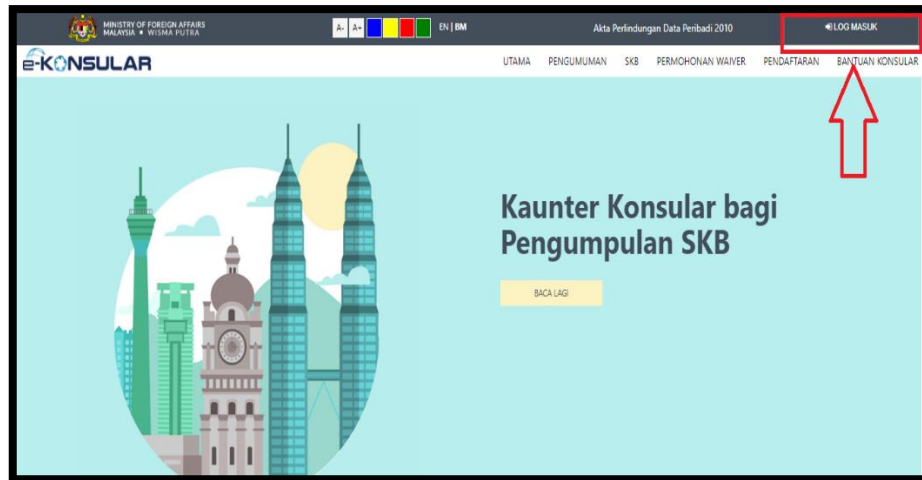 MINISTRY OF FOREIGN AFFAIRS
MALAYSIA ■ WISMA PUTRA
A- A+ EN | BM Akta Perlindungan Data Peribadi 2010 LOG MASUK
e-KONSULAR
UTAMA PENGUMUMAN SKB PERMOHONAN WAIVER PENDAFTARAN BANTUAN KONSULAR
Kaunter Konsular bagi
Pengumpulan SKB
BACA LAGI